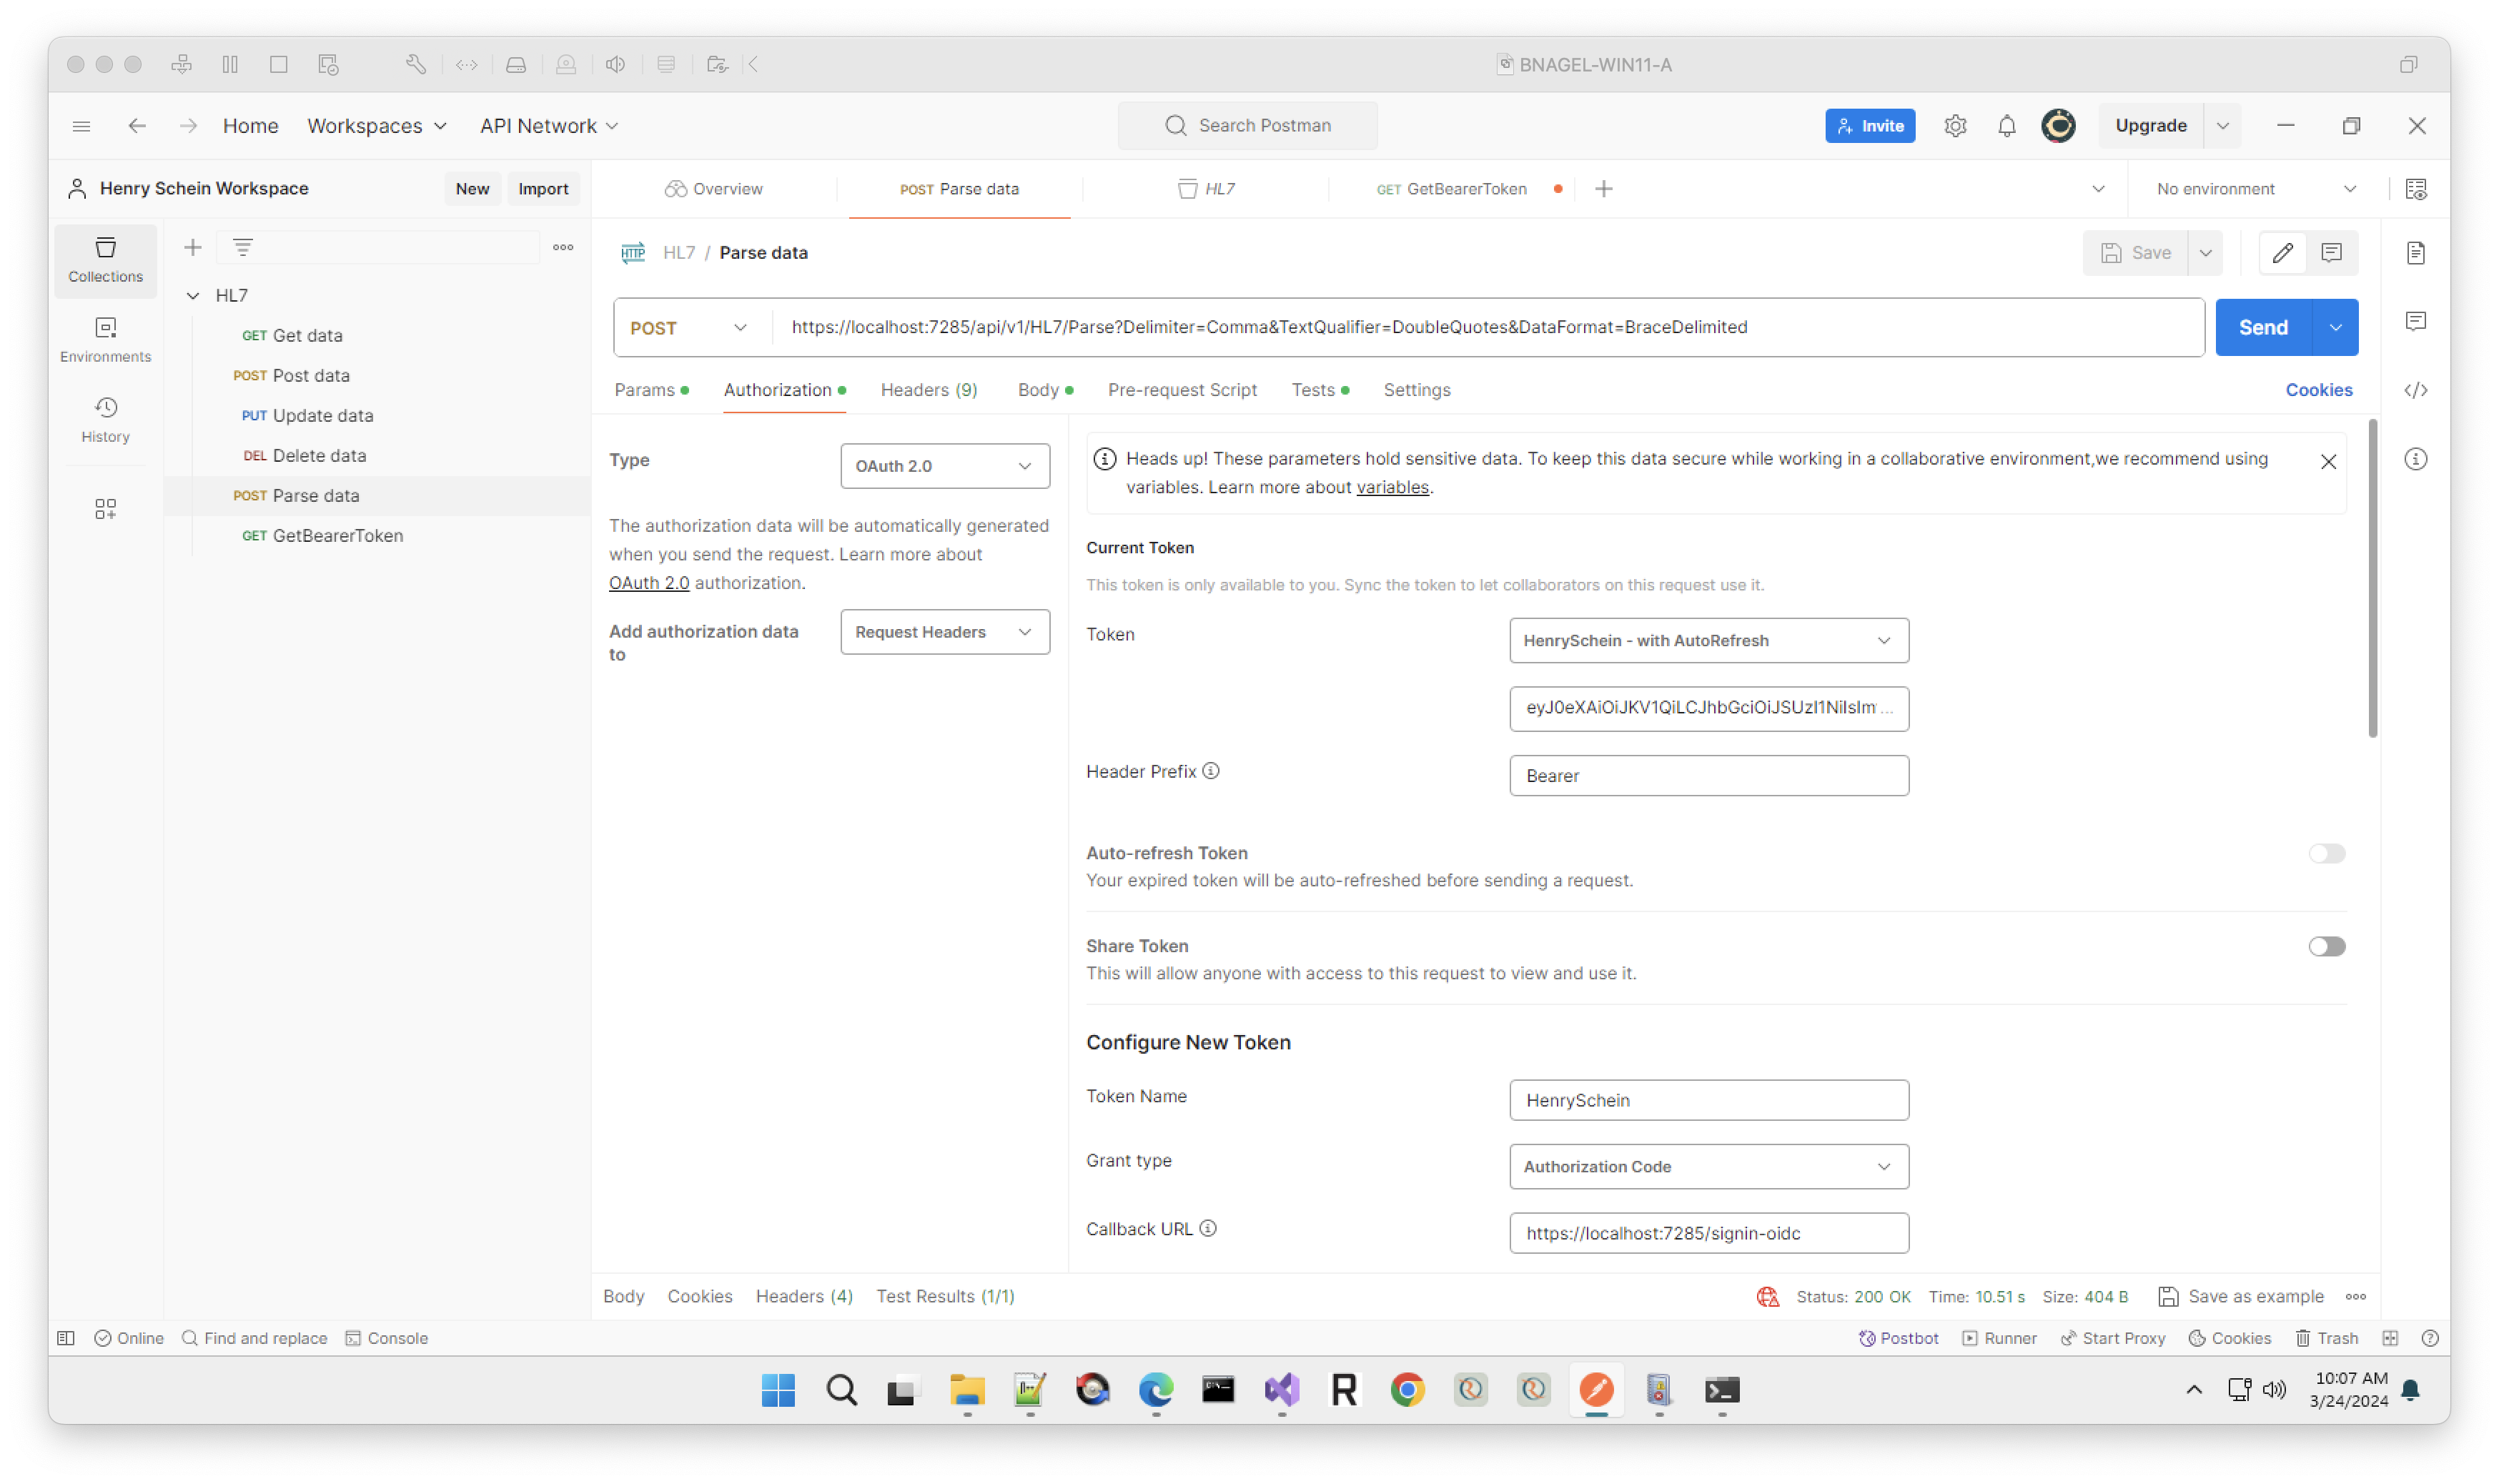 BNAGEL-WIN11-A
Home Workspaces API Network Search Postman Invite Upgrade
Henry Schein Workspace New Import Overview POST Parse data HL7 GET GetBearerToken No environment
Collections
Environments
History
HL7
GET Get data
POST Post data
PUT Update data
DEL Delete data
POST Parse data
GET GetBearerToken
HTTP HL7 / Parse data Save
POST https://localhost:7285/api/v1/HL7/Parse?Delimiter=Comma&TextQualifier=DoubleQuotes&DataFormat=BraceDelimited Send
Params Authorization Headers (9) Body Pre-request Script Tests Settings Cookies
Type OAuth 2.0
The authorization data will be automatically generated
when you send the request. Learn more about
OAuth 2.0 authorization.
Add authorization data
to
Request Headers
Heads up! These parameters hold sensitive data. To keep this data secure while working in a collaborative environment,we recommend using
variables. Learn more about variables.
Current Token
This token is only available to you. Sync the token to let collaborators on this request use it.
Token HenrySchein - with AutoRefresh
eyJ0eXAiOiJKV1QiLCJhbGciOiJSUzI1NiIsIm ...
Header Prefix Bearer
Auto-refresh Token
Your expired token will be auto-refreshed before sending a request.
Share Token
This will allow anyone with access to this request to view and use it.
Configure New Token
Token Name HenrySchein
Grant type Authorization Code
Callback URL https://localhost:7285/signin-oidc
Body Cookies Headers (4) Test Results (1/1) Status: 200 OK Time: 10.51 s Size: 404 B Save as example
Online Find and replace Console Postbot Runner Start Proxy Cookies Trash
10:07 AM
3/24/2024